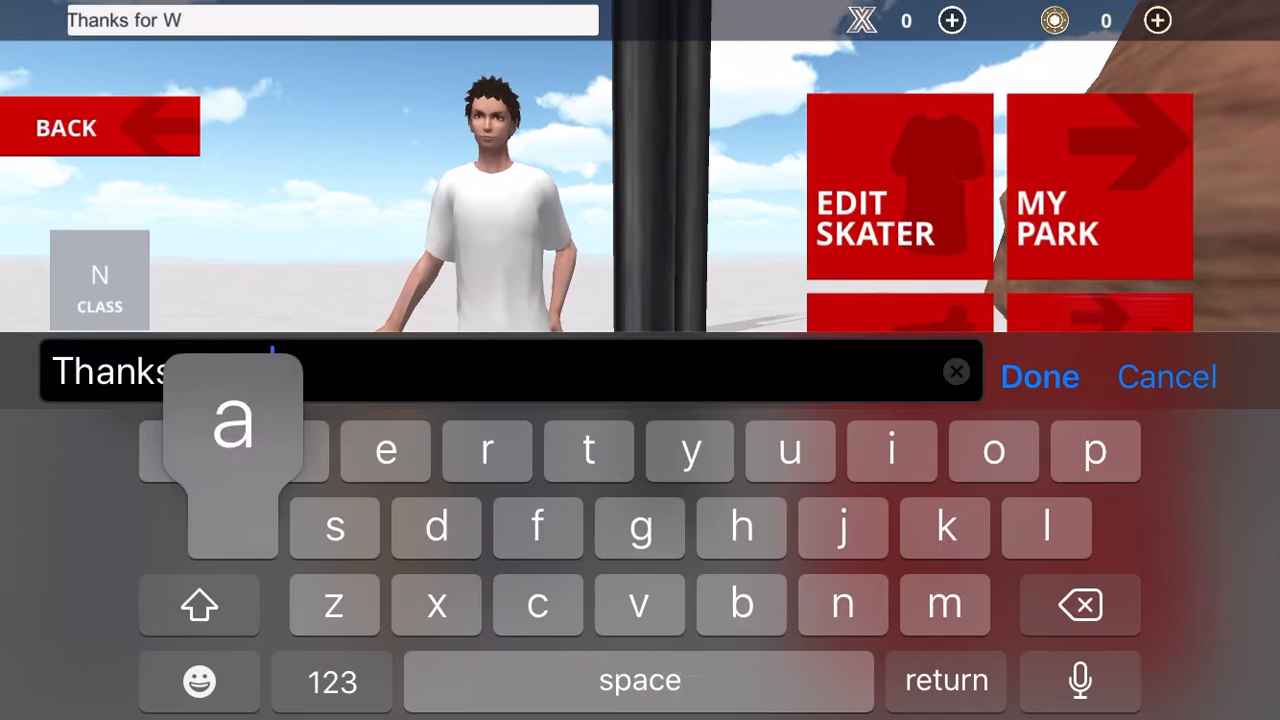 Thanks for W
0
0
BACK
EDIT
SKATER
MY
PARK
N
CLASS
Thanks
Done
Cancel
a
e r t y u i o p
s d f g h j k l
z x c v b n m
123
space
return